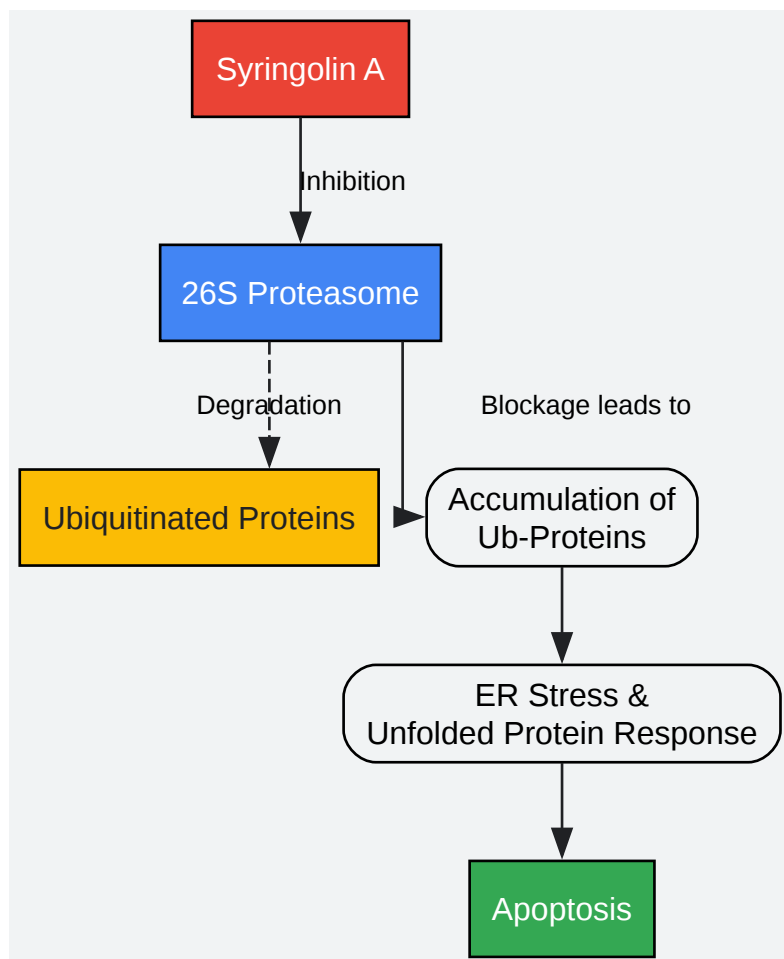 Syringolin A
Inhibition
26S Proteasome
Degradation
Blockage leads to
Ubiquitinated Proteins
Accumulation of
Ub-Proteins
ER Stress &
Unfolded Protein Response
Apoptosis